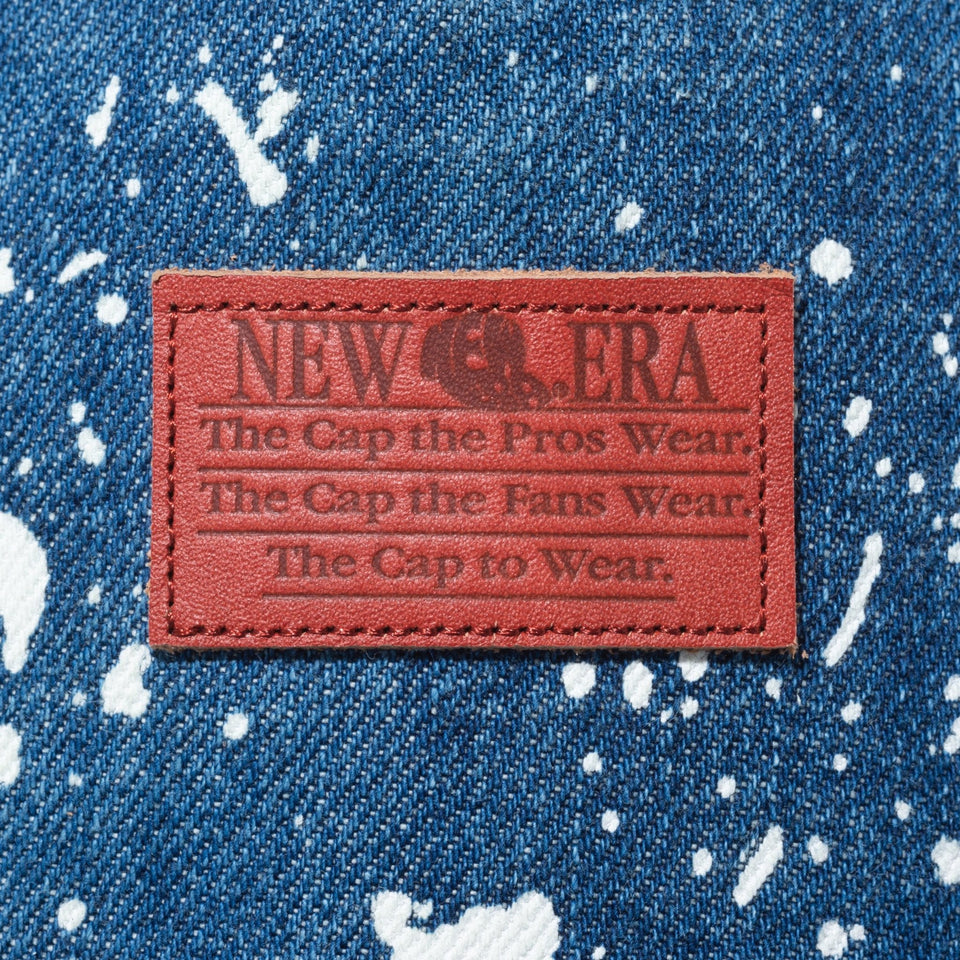 NEW ERA
The Cap the Pros Wear.
The Cap the Fans Wear.
The Cap to Wear.